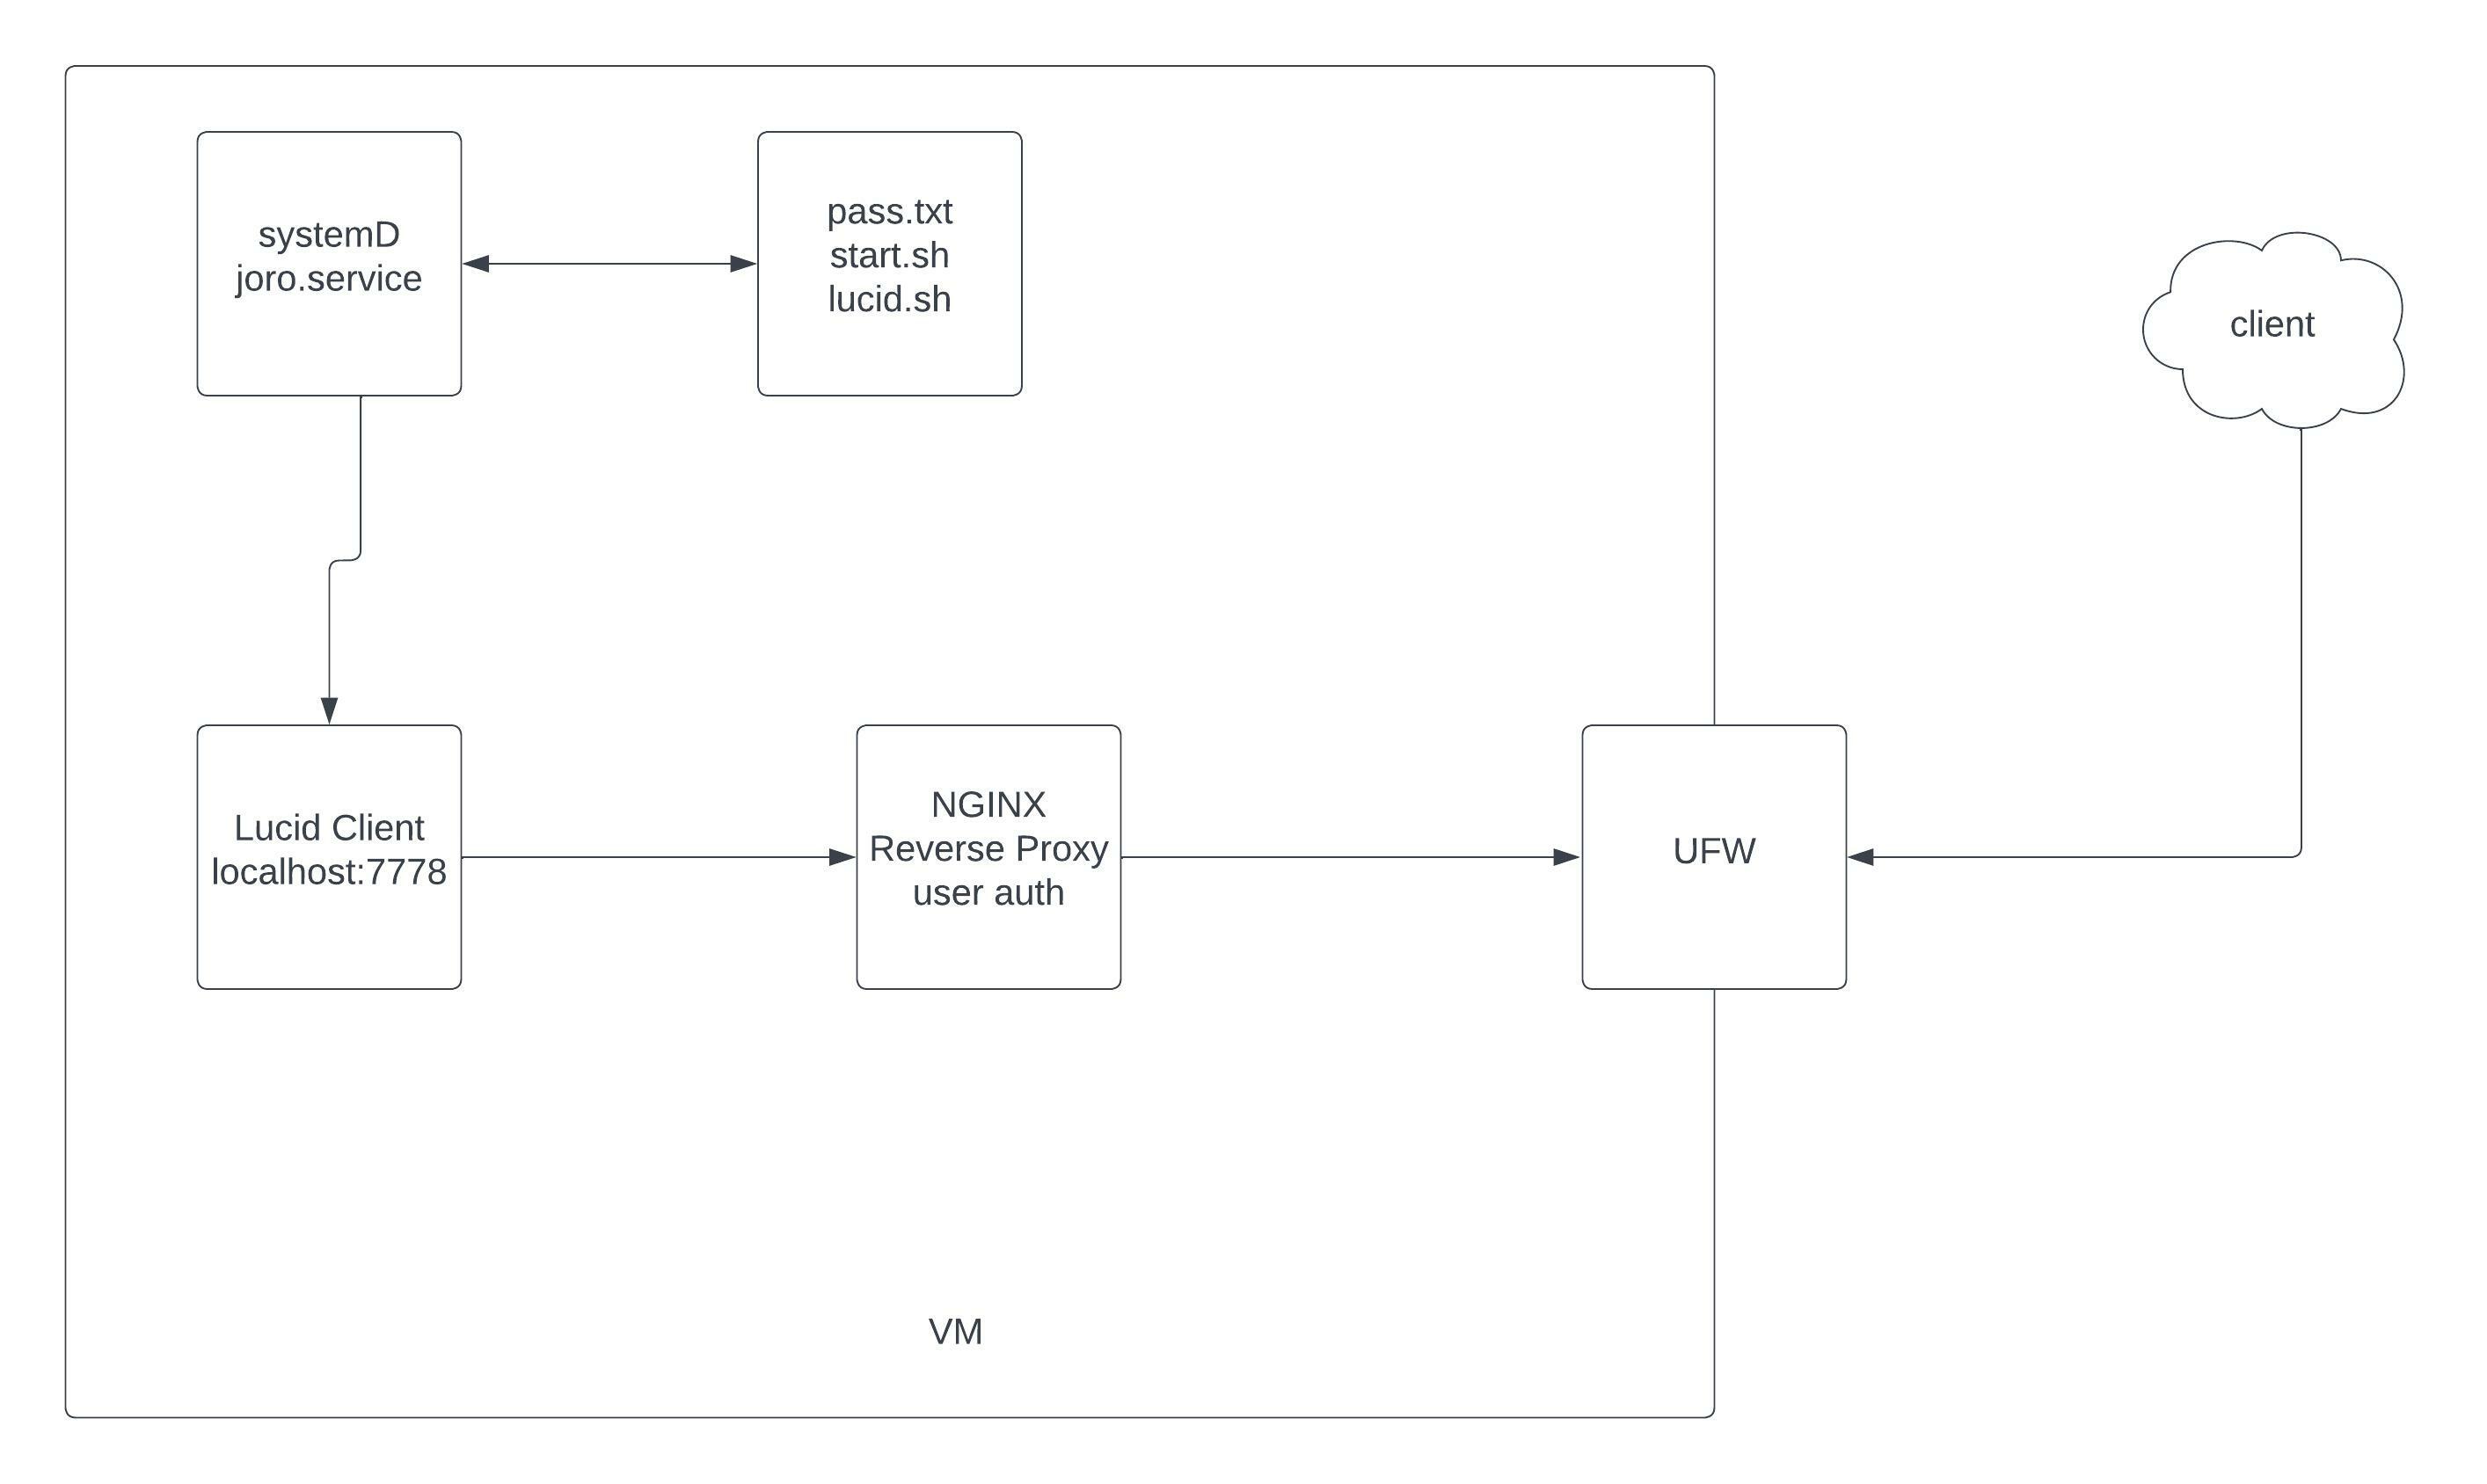 systemD
joro.service
pass.txt
start.sh
lucid.sh
client
Lucid Client
localhost:7778
NGINX
Reverse Proxy
user auth
UFW
VM